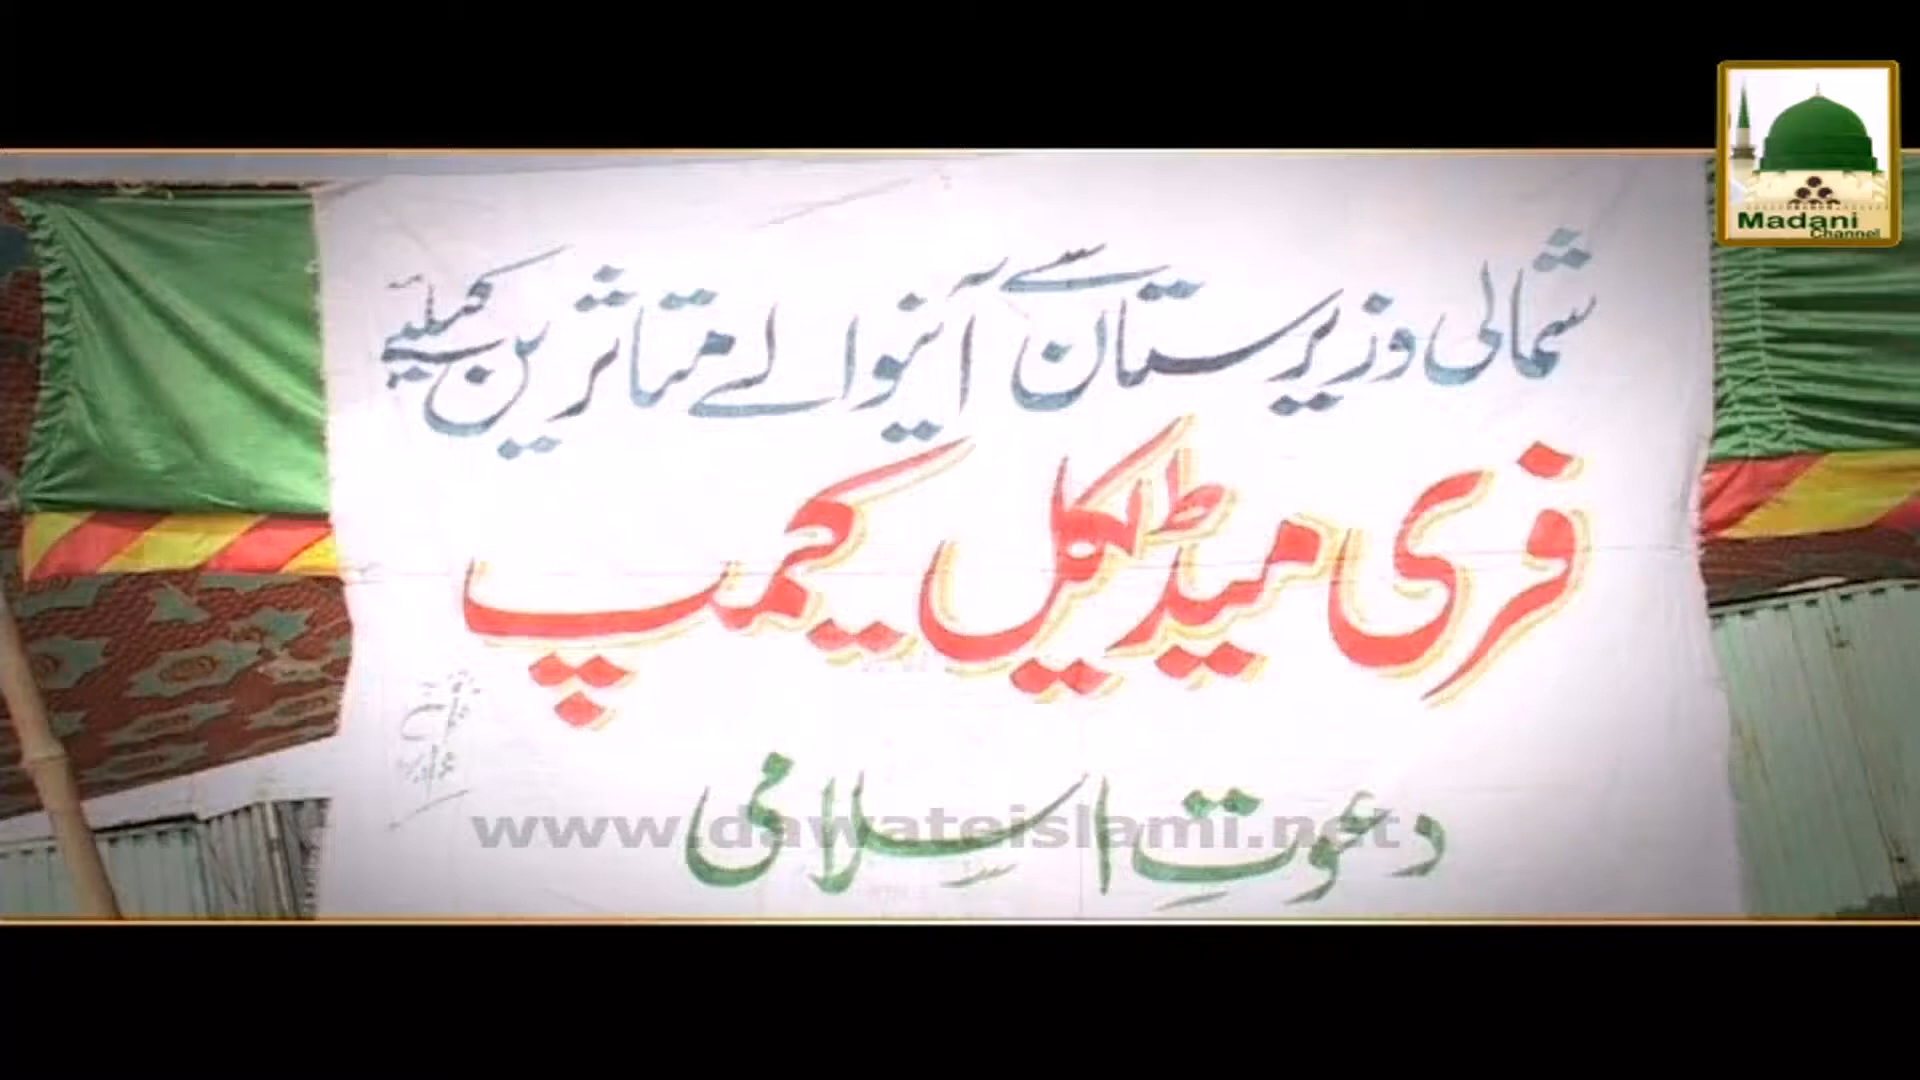 Madani
Channel
شمالی وزیرستان سے آنیوالے متاثرین کیلئے
فری میڈیکل کیمپ
دعوتِ اسلامی
www.dawateislami.net